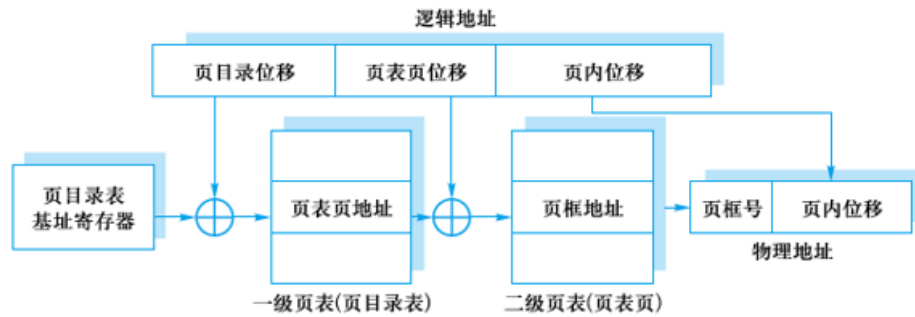 逻辑地址
页目录位移 页表页位移 页内位移
页目录表
基址寄存器
页表页地址
页框地址
页框号 页内位移
物理地址
一级页表(页目录表)
二级页表(页表页)